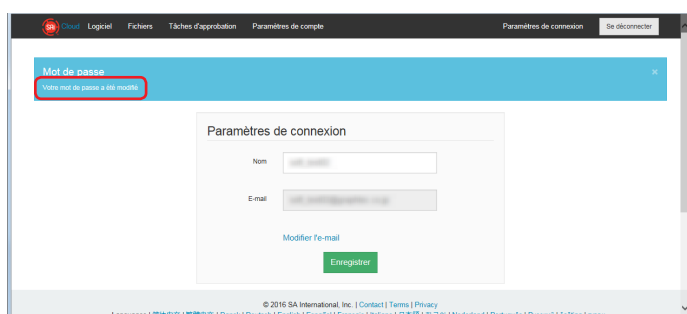 SAi Cloud Logiciel Fichiers Tâches d'approbation Paramètres de compte Paramètres de connexion Se déconnecter
Mot de passe ×
Votre mot de passe a été modifié
Paramètres de connexion
Nom
E-mail
Modifier l'e-mail
Enregistrer
© 2016 SA International, Inc. | Contact | Terms | Privacy